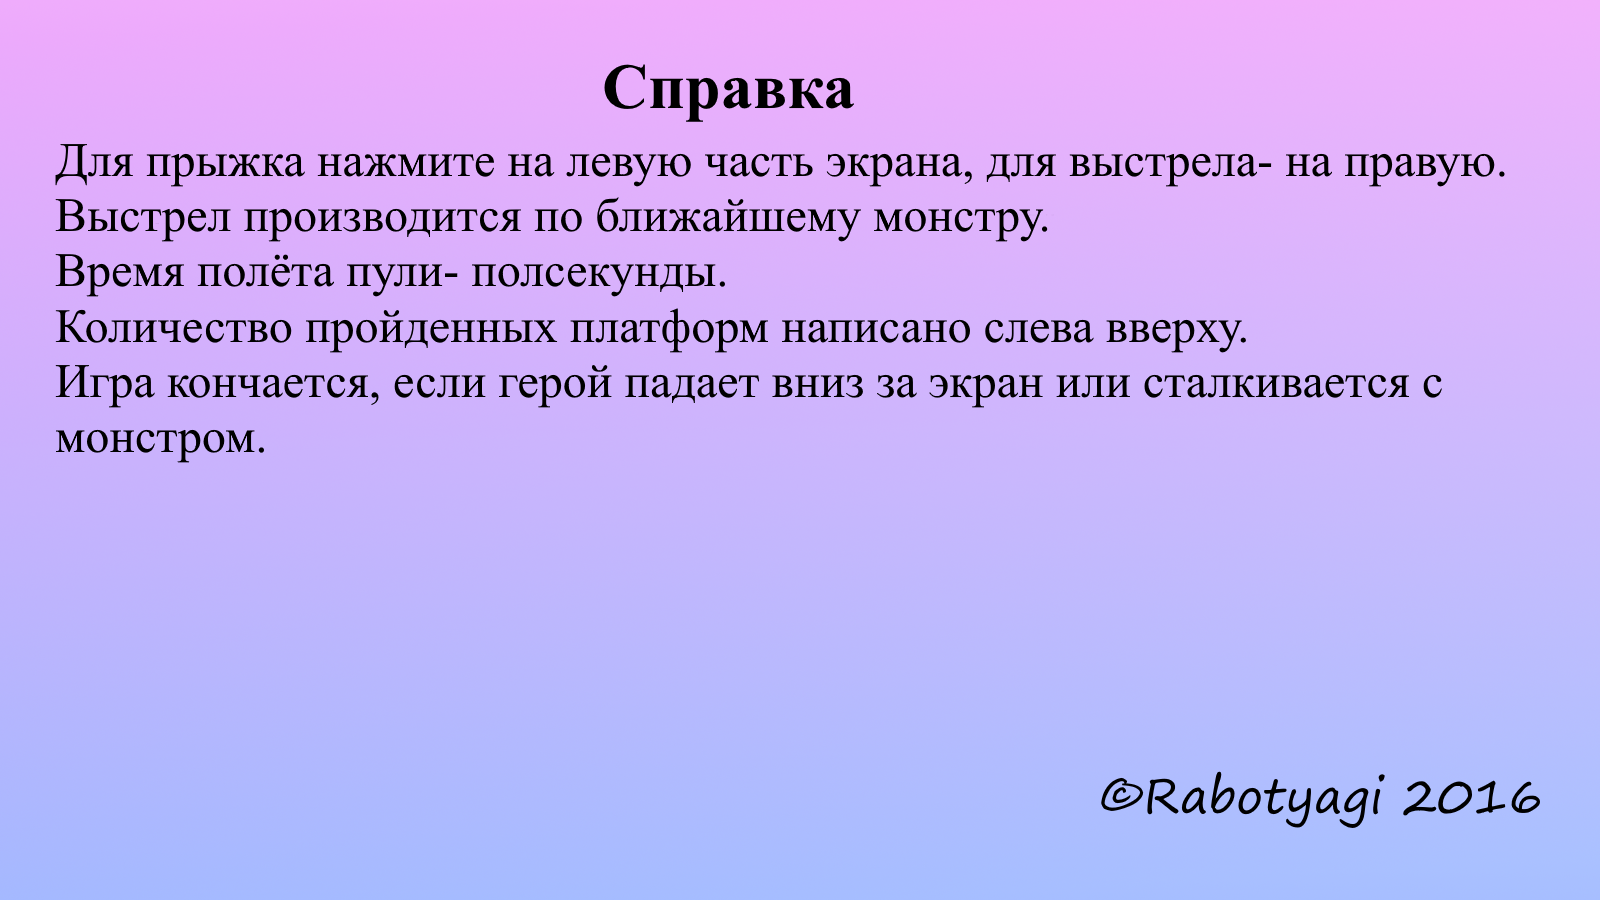 Справка
Для прыжка нажмите на левую часть экрана, для выстрела- на правую.
Выстрел производится по ближайшему монстру.
Время полёта пули- полсекунды.
Количество пройденных платформ написано слева вверху.
Игра кончается, если герой падает вниз за экран или сталкивается с
монстром.
©Rabotyagi 2016